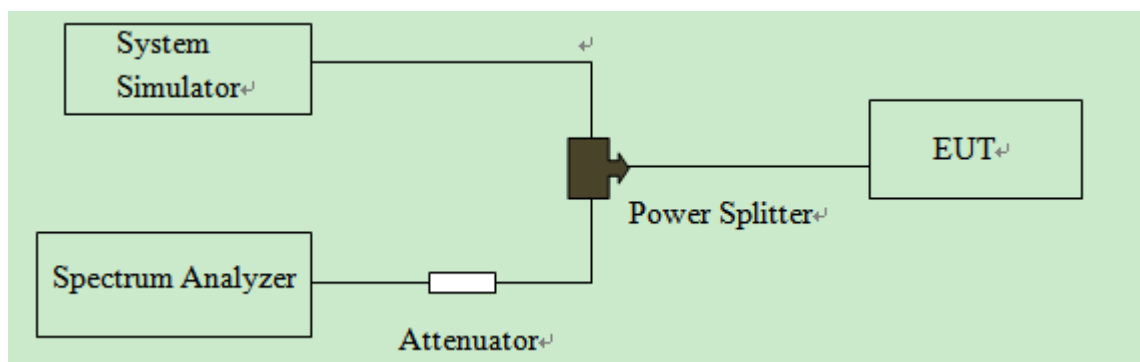 System
Simulator↵
↵
EUT↵
Power Splitter↵
Spectrum Analyzer
Attenuator↵